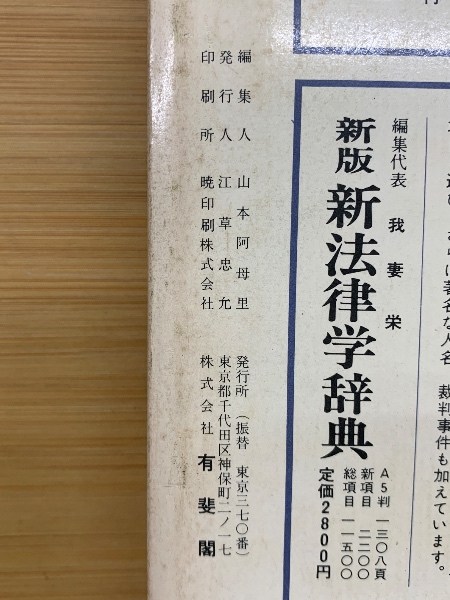 裁判事件も加えています。
編集代表 我妻栄
新版 新法律学辞典
A5判 一三〇八頁
新項目 二二〇〇
総項目 一一五〇〇
定価2800円
編集人 山本阿母里
発行人 江草忠允
印刷所 暁印刷株式会社
発行所 (振替 東京三七〇番)
東京都千代田区神保町二ノ一七
株式会社 有斐閣